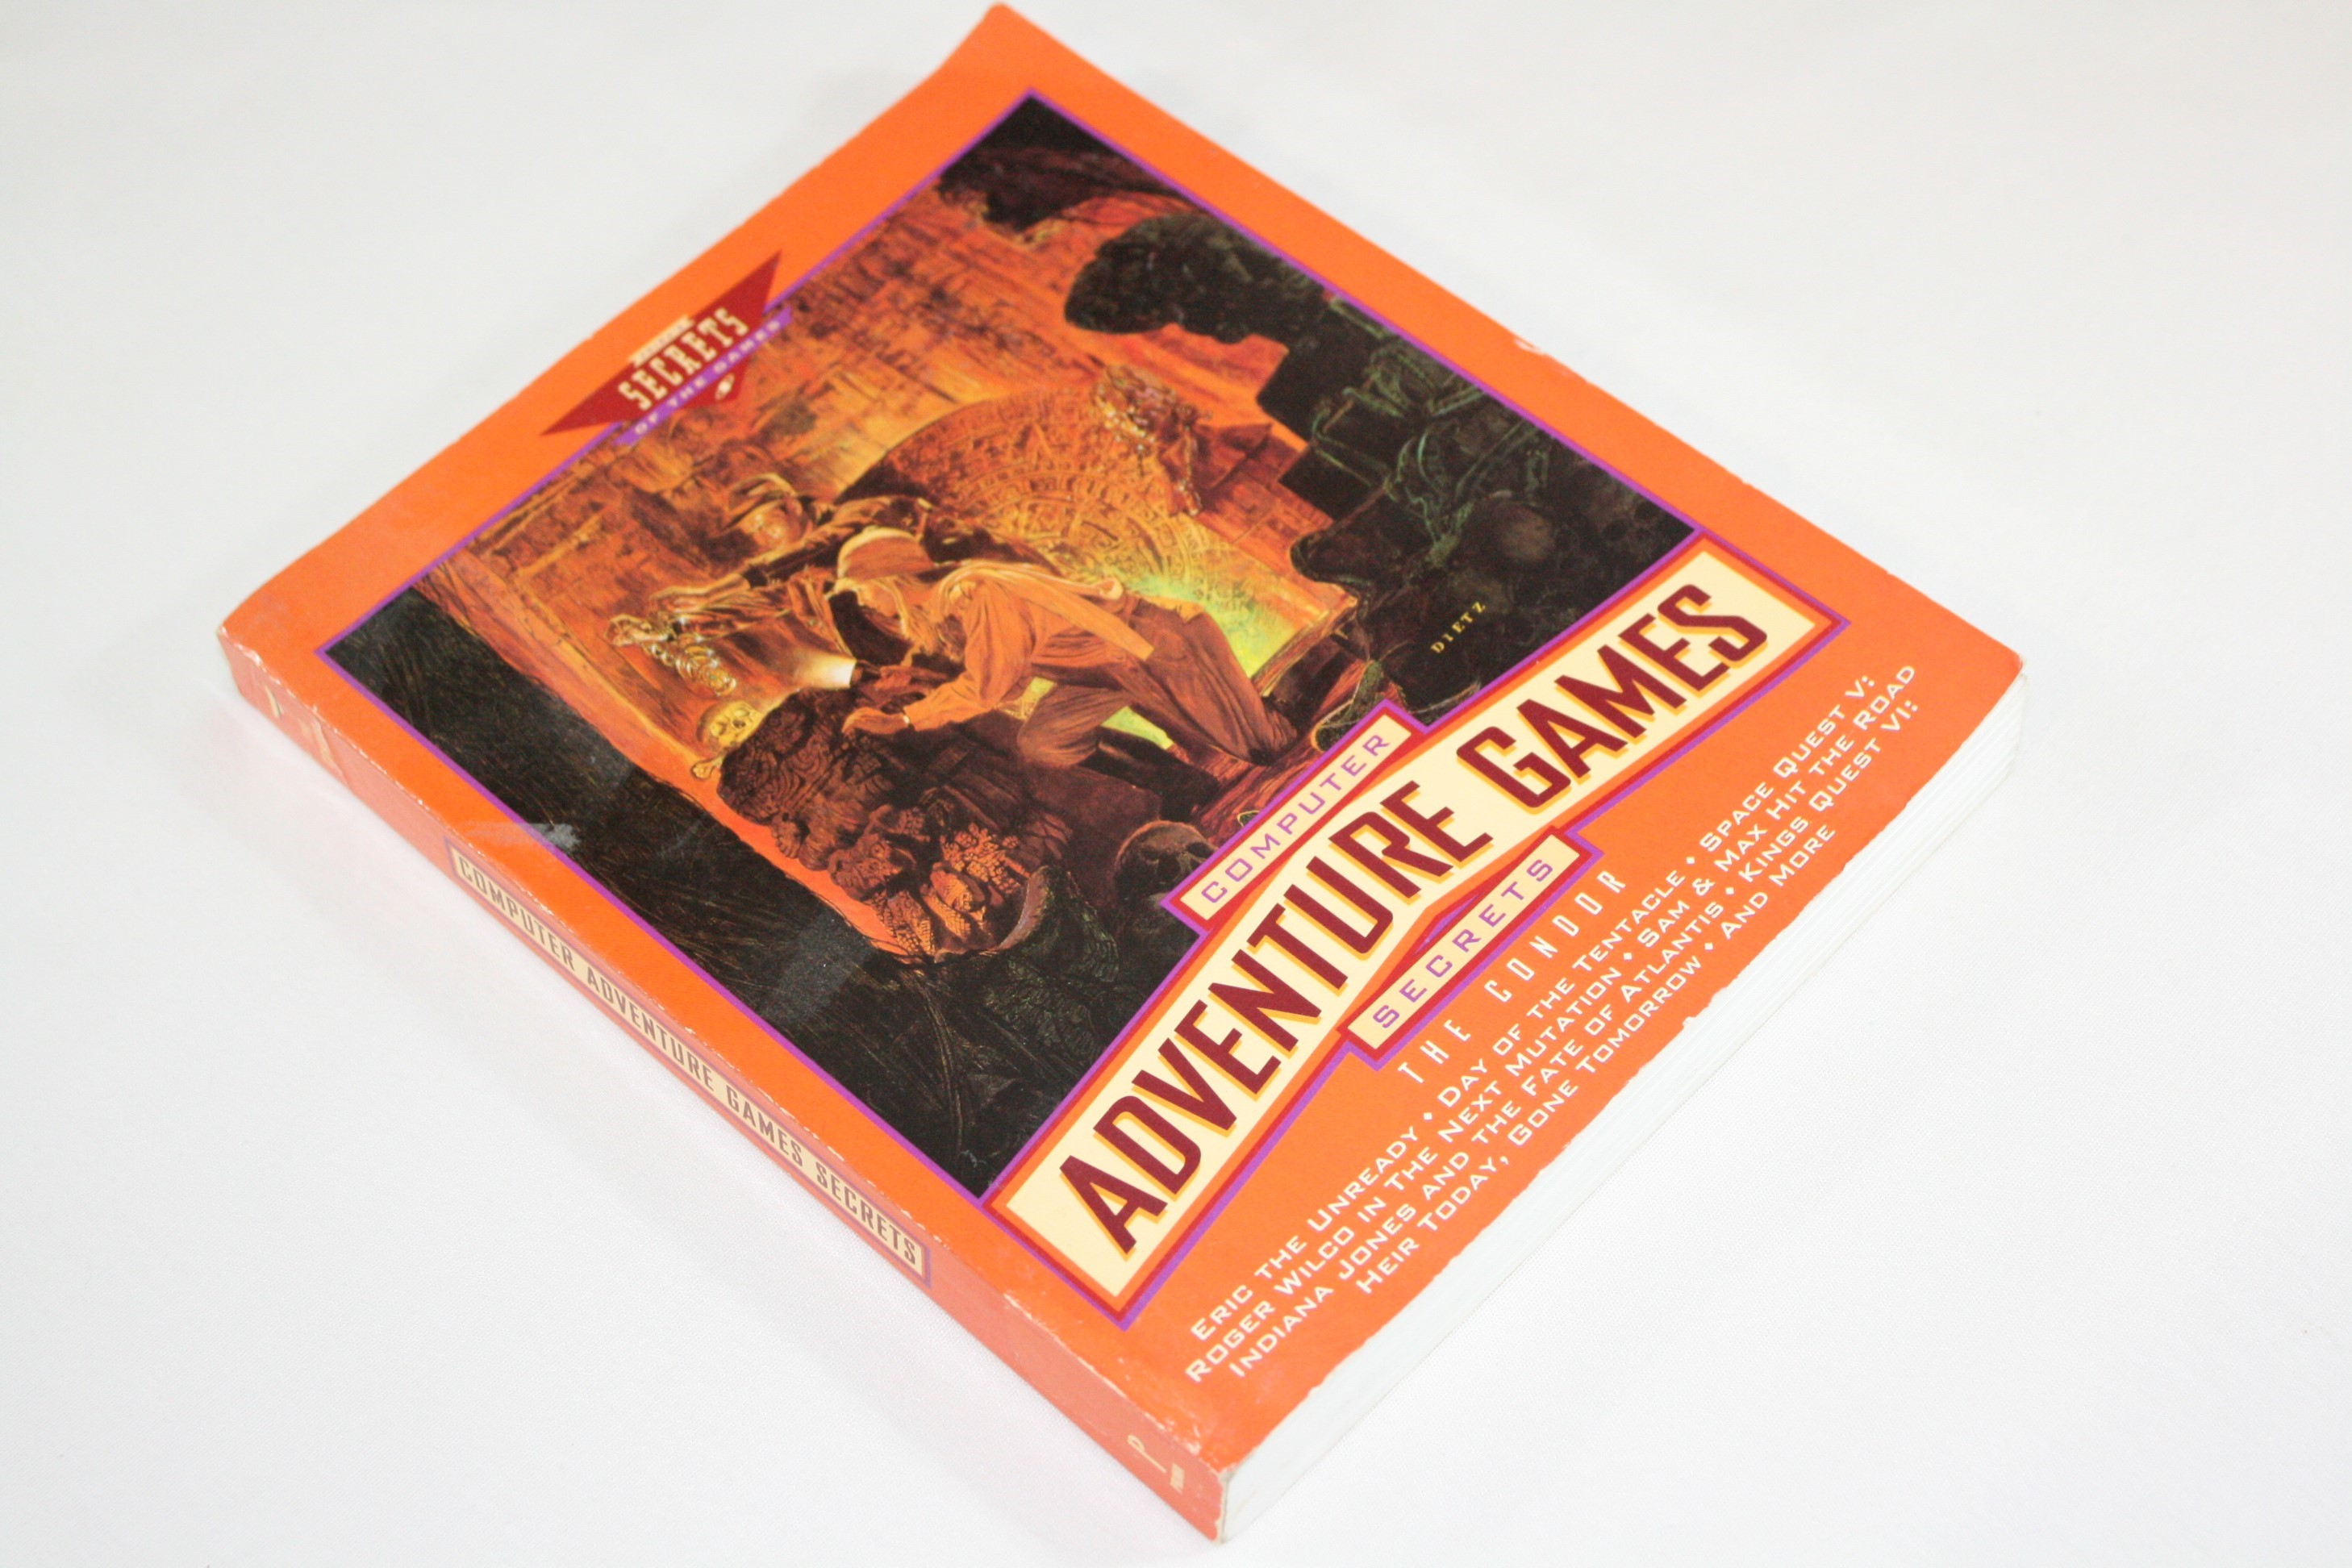 SECRETS
OF THE GAMES
DIETZ
COMPUTER
ADVENTURE GAMES
SECRETS
THE CONDOR
ERIC THE UNREADY • DAY OF THE TENTACLE • SPACE QUEST V:
ROGER WILCO IN THE NEXT MUTATION • SAM & MAX HIT THE ROAD
INDIANA JONES AND THE FATE OF ATLANTIS • KINGS QUEST VI:
HEIR TODAY, GONE TOMORROW • AND MORE
COMPUTER ADVENTURE GAMES SECRETS
P